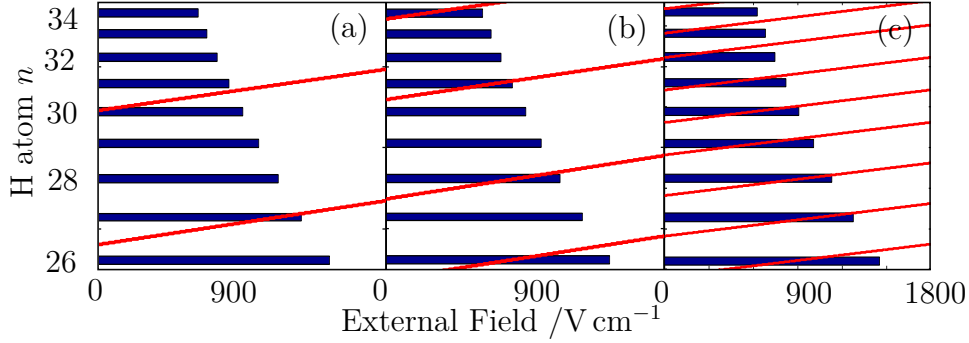 H atom n
34
32
30
28
26
(a)
(b)
(c)
0
900
0
900
0
900
1800
External Field /V cm⁻¹